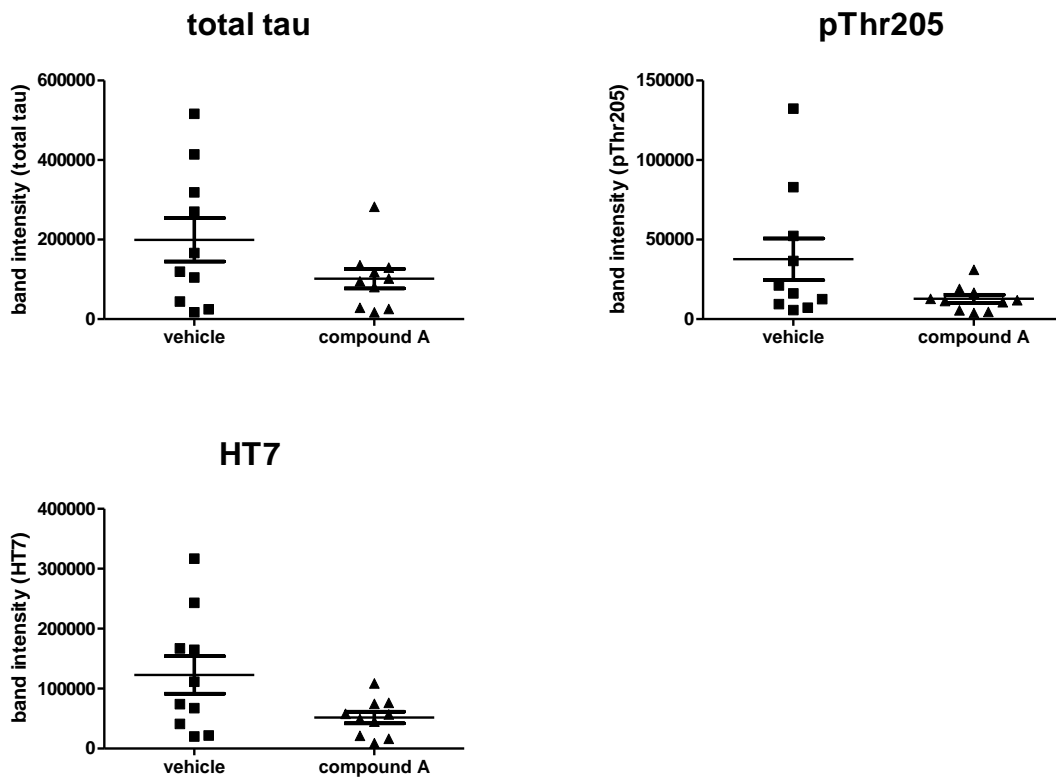 total tau
band intensity (total tau)
600000
400000
200000
0
vehicle
compound A
pThr205
band intensity (pThr205)
150000
100000
50000
0
vehicle
compound A
HT7
band intensity (HT7)
400000
300000
200000
100000
0
vehicle
compound A